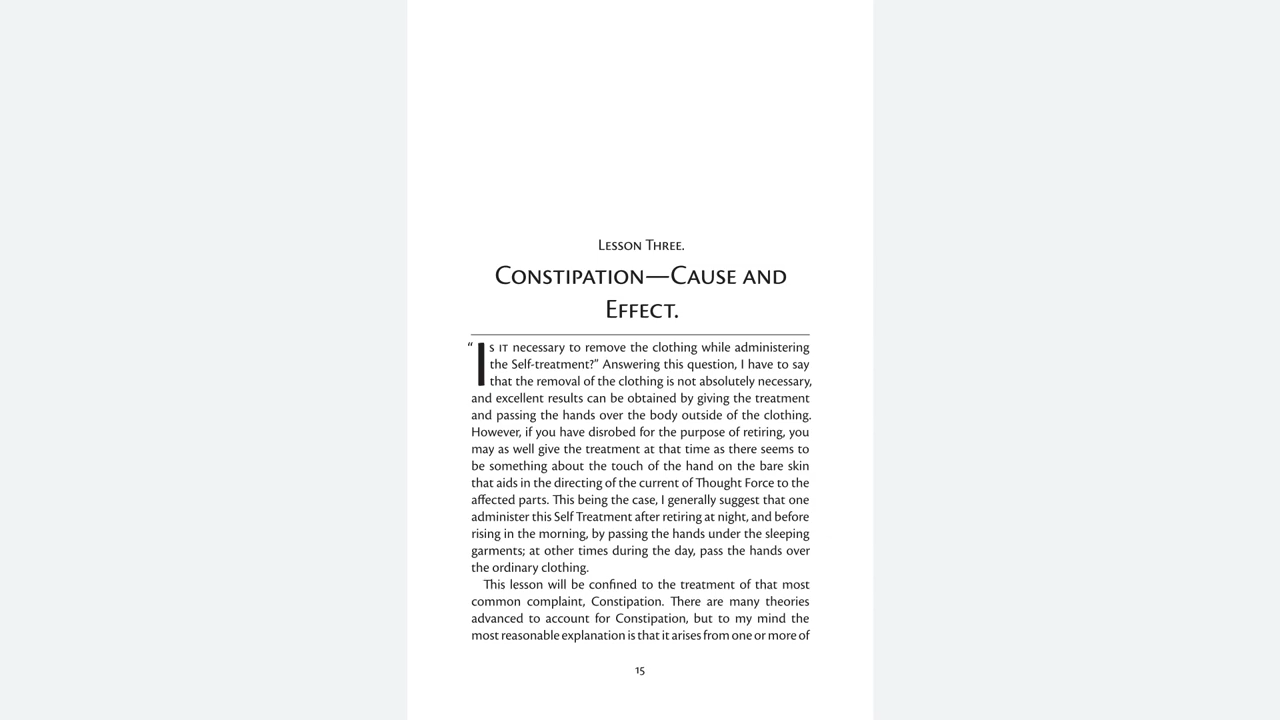 Lesson Three.
Constipation—Cause and
Effect.
“Is it necessary to remove the clothing while administering
the Self-treatment?” Answering this question, I have to say
that the removal of the clothing is not absolutely necessary,
and excellent results can be obtained by giving the treatment
and passing the hands over the body outside of the clothing.
However, if you have disrobed for the purpose of retiring, you
may as well give the treatment at that time as there seems to
be something about the touch of the hand on the bare skin
that aids in the directing of the current of Thought Force to the
affected parts. This being the case, I generally suggest that one
administer this Self Treatment after retiring at night, and before
rising in the morning, by passing the hands under the sleeping
garments; at other times during the day, pass the hands over
the ordinary clothing.
This lesson will be confined to the treatment of that most
common complaint, Constipation. There are many theories
advanced to account for Constipation, but to my mind the
most reasonable explanation is that it arises from one or more of
15